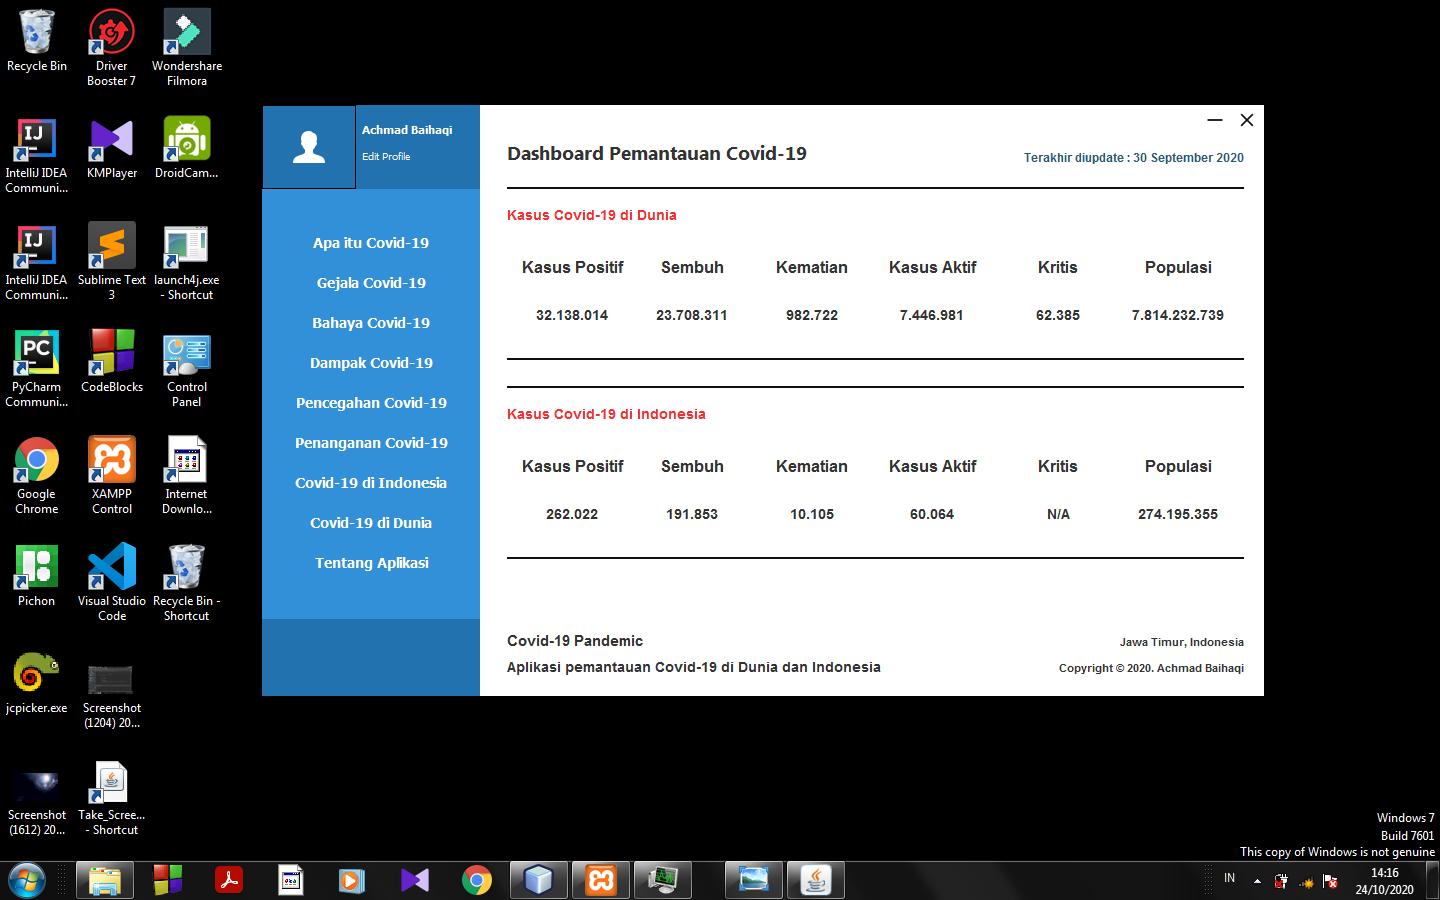 Recycle Bin
Driver
Booster 7
Wondershare
Filmora
IntelliJ IDEA
Communi...
KMPlayer
DroidCam...
IntelliJ IDEA
Communi...
Sublime Text
3
launch4j.exe
- Shortcut
PyCharm
Communi...
CodeBlocks
Control
Panel
Google
Chrome
XAMPP
Control
Internet
Downlo...
Pichon
Visual Studio
Code
Recycle Bin -
Shortcut
jcpicker.exe
Screenshot
(1204) 20...
Screenshot
(1612) 20...
Take_Scree...
- Shortcut
Achmad Baihaqi
Edit Profile
Apa itu Covid-19
Gejala Covid-19
Bahaya Covid-19
Dampak Covid-19
Pencegahan Covid-19
Penanganan Covid-19
Covid-19 di Indonesia
Covid-19 di Dunia
Tentang Aplikasi
Dashboard Pemantauan Covid-19
Terakhir diupdate : 30 September 2020
Kasus Covid-19 di Dunia
Kasus Positif Sembuh Kematian Kasus Aktif Kritis Populasi
32.138.014 23.708.311 982.722 7.446.981 62.385 7.814.232.739
Kasus Covid-19 di Indonesia
Kasus Positif Sembuh Kematian Kasus Aktif Kritis Populasi
262.022 191.853 10.105 60.064 N/A 274.195.355
Covid-19 Pandemic
Jawa Timur, Indonesia
Aplikasi pemantauan Covid-19 di Dunia dan Indonesia
Copyright © 2020. Achmad Baihaqi
Windows 7
Build 7601
This copy of Windows is not genuine
IN
14:16
24/10/2020